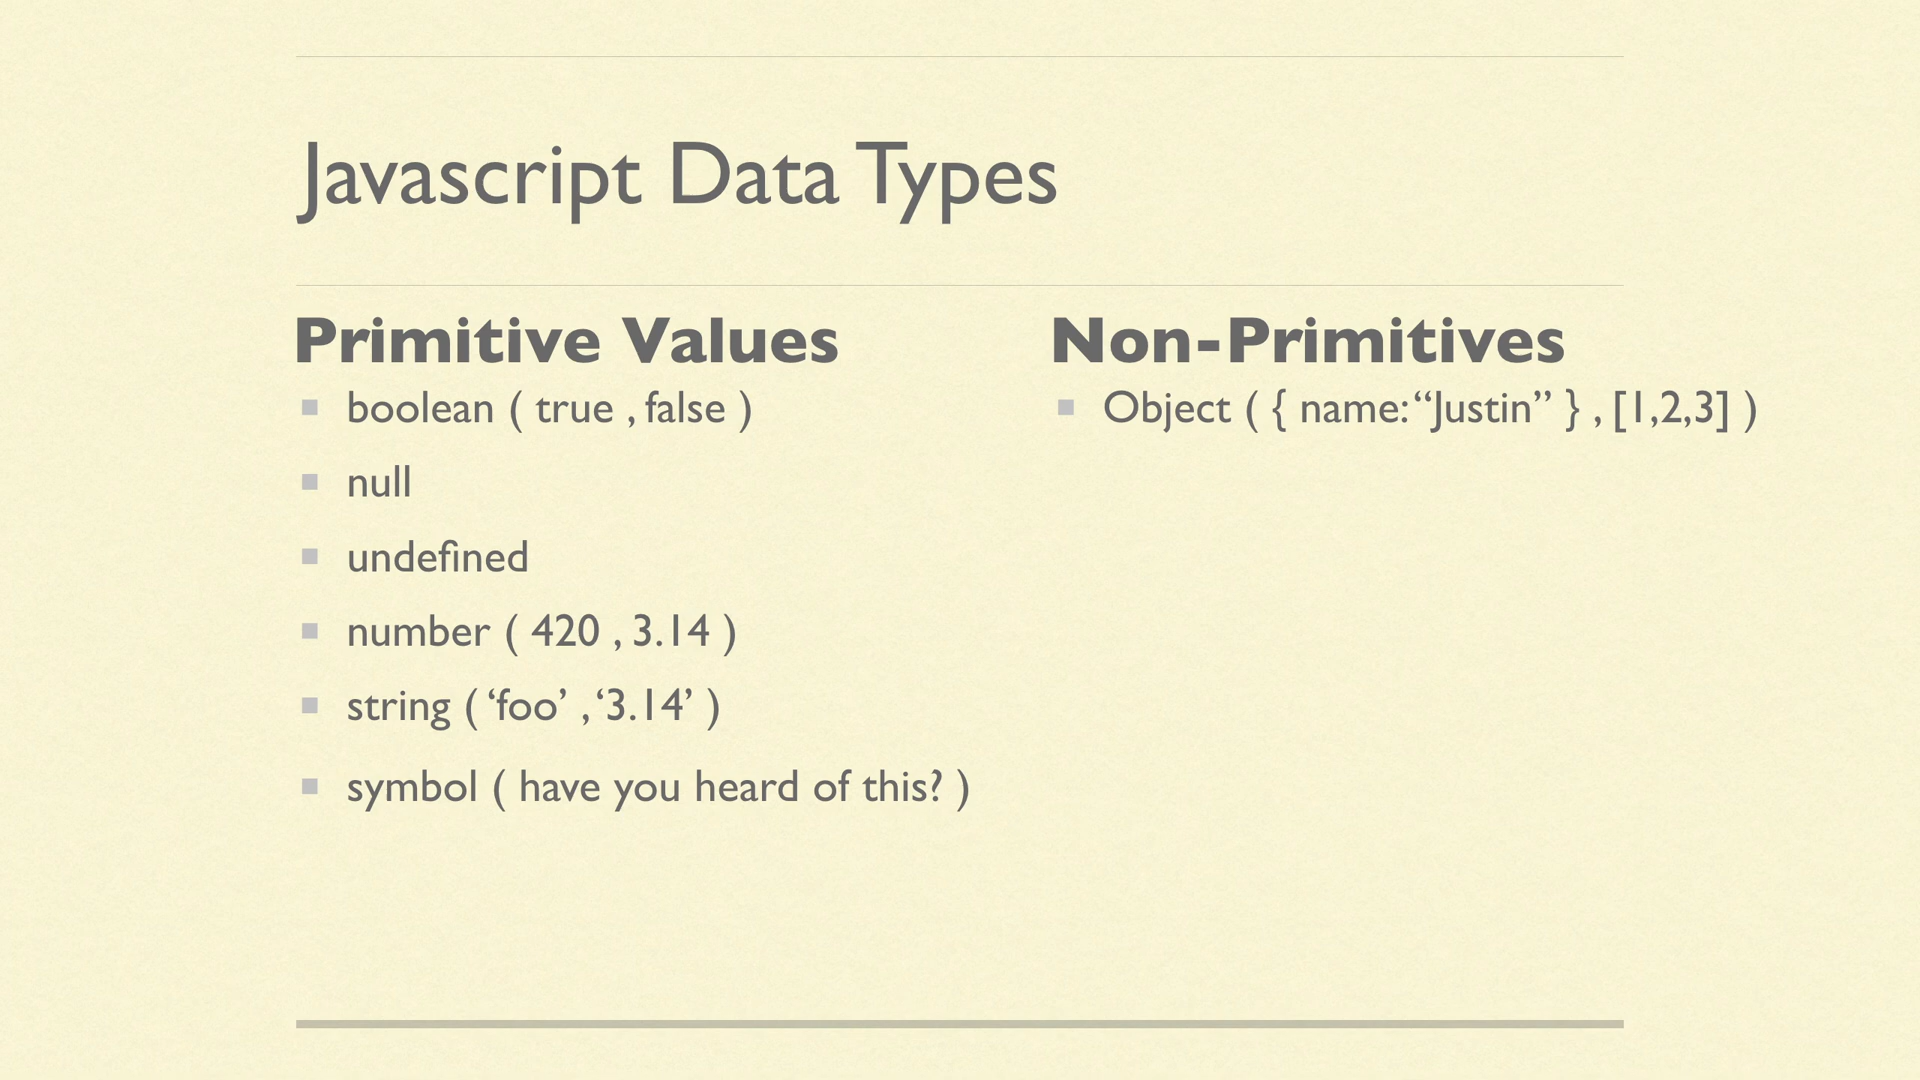 Javascript Data Types
Primitive Values
boolean ( true , false )
null
undefined
number ( 420 , 3.14 )
string ( ‘foo’ , ‘3.14’ )
symbol ( have you heard of this? )
Non-Primitives
Object ( { name: “Justin” } , [1,2,3] )